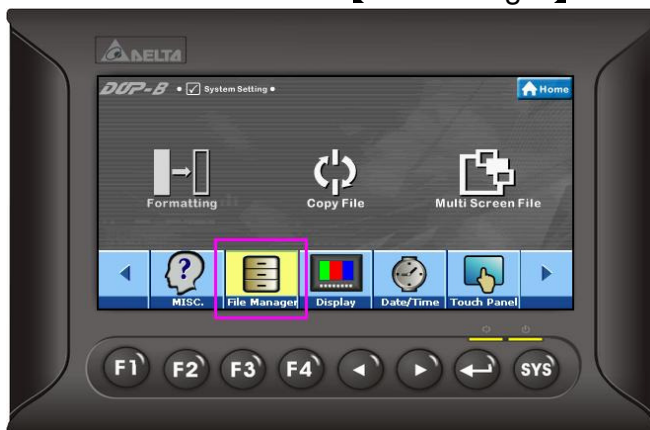 DELTA
DOP-B • System Setting • Home
Formatting Copy File Multi Screen File
MISC. File Manager Display Date/Time Touch Panel
F1 F2 F3 F4 SYS